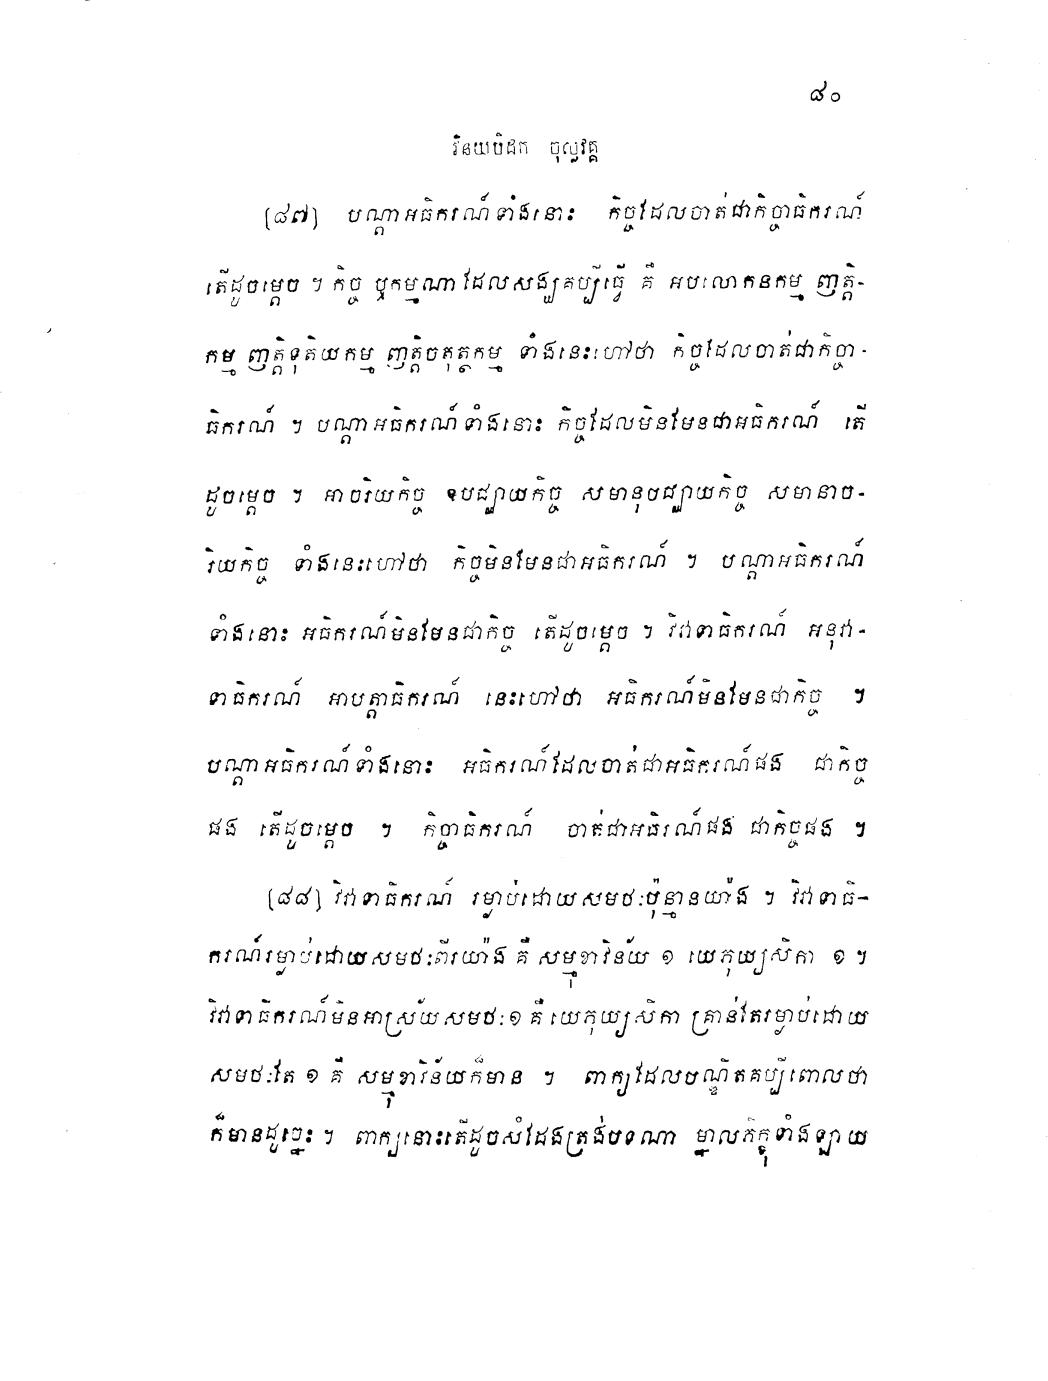 ៨០
វិនយបិដក ចុល្លវគ្គ
[៨៧] បណ្តាអធិករណ៍ទាំងនោះ កិច្ចដែលចាត់ជាកិច្ចាធិករណ៍
តើដូចម្តេច ។ កិច្ច ឬកម្មណាដែលសង្ឃគប្បីធ្វើ គឺ អបលោកនកម្ម ញត្តិ-
កម្ម ញត្តិទុតិយកម្ម ញត្តិចតុត្ថកម្ម ទាំងនេះហៅថា កិច្ចដែលចាត់ជាកិច្ចា-
ធិករណ៍ ។ បណ្តាអធិករណ៍ទាំងនោះ កិច្ចដែលមិនមែនជាអធិករណ៍ តើ
ដូចម្តេច ។ អាចរិយកិច្ច ឧបជ្ឈាយកិច្ច សមានុបជ្ឈាយកិច្ច សមានាច-
រិយកិច្ច ទាំងនេះហៅថា កិច្ចមិនមែនជាអធិករណ៍ ។ បណ្តាអធិករណ៍
ទាំងនោះ អធិករណ៍មិនមែនជាកិច្ច តើដូចម្តេច ។ វិវាទាធិករណ៍ អនុវា-
ទាធិករណ៍ អាបត្តាធិករណ៍ នេះហៅថា អធិករណ៍មិនមែនជាកិច្ច ។
បណ្តាអធិករណ៍ទាំងនោះ អធិករណ៍ដែលចាត់ជាអធិករណ៍ផង ជាកិច្ច
ផង តើដូចម្តេច ។ កិច្ចាធិករណ៍ ចាត់ជាអធិរណ៍ផង ជាកិច្ចផង ។
[៨៨] វិវាទាធិករណ៍ រម្ងាប់ដោយសមថៈប៉ុន្មានយ៉ាង ។ វិវាទាធិ-
ករណ៍រម្ងាប់ដោយសមថៈពីរយ៉ាង គឺ សម្មុខាវិន័យ ១ យេភុយ្យសិកា ១ ។
វិវាទាធិករណ៍មិនអាស្រ័យសមថៈ១ គឺ យេភុយ្យសិកា គ្រាន់តែរម្ងាប់ដោយ
សមថៈតែ ១ គឺ សម្មុខាវិន័យក៏មាន ។ ពាក្យដែលបណ្ឌិតគប្បីពោលថា
ក៏មានដូច្នេះ ។ ពាក្យនោះតើដូចសំដែងត្រង់បទណា ម្នាលភិក្ខុទាំងឡាយ